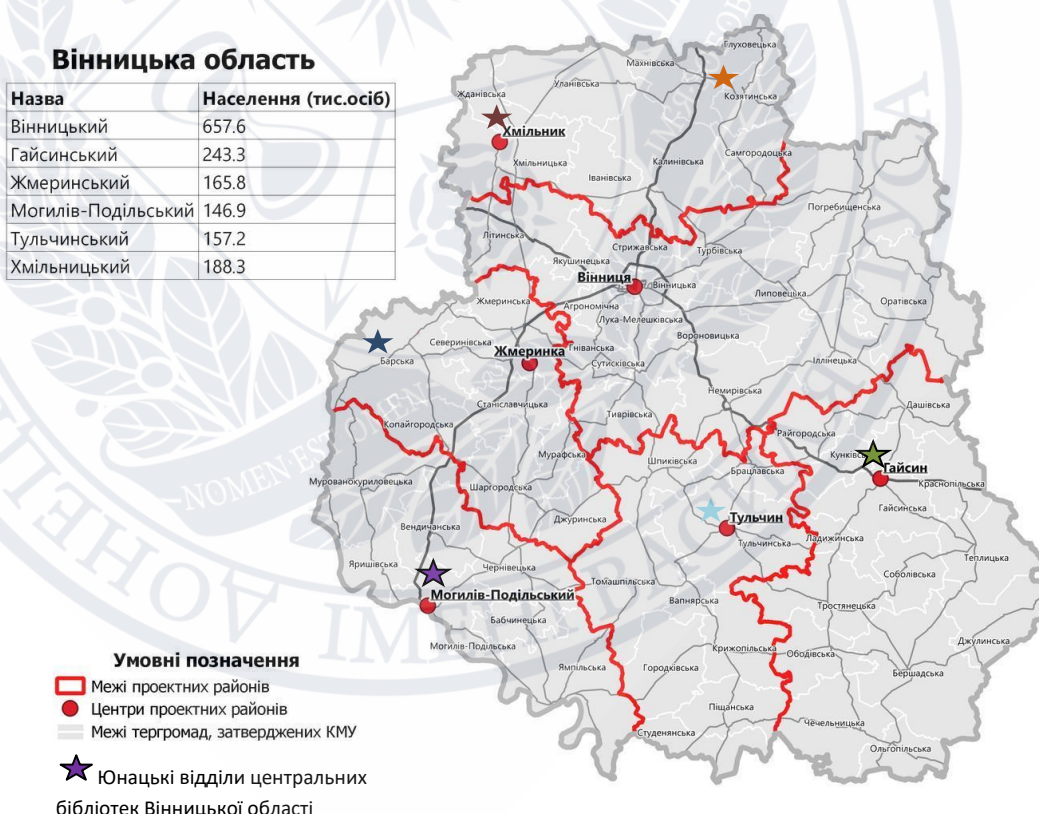 Вінницька область
Назва Населення (тис.осіб)
Вінницький 657.6
Гайсинський 243.3
Жмеринський 165.8
Могилів-Подільський 146.9
Тульчинський 157.2
Хмільницький 188.3
Глуховецька
Махнівська
Уланівська
Козятинська
Жданівська
Хмільник
Хмільницька
Калинівська
Самгородоцька
Іванівська
Погребищенська
Літинська
Стрижавська
Турбівська
Якушинецька
Вінниця
Вінницька
Липовецька
Оратівська
Жмеринська
Агрономічна
Лука-Мелешківська
Вороновицька
Северинівська
Гніванська
Жмеринка
Барська
Сутисківська
Іллінецька
Немирівська
Станіславчицька
Дашівська
Тиврівська
Копайгородська
Райгородська
Мурафська
Шпиківська
Кунківс
Брацлавська
Гайсин
Мурованокуриловецька
Шаргородська
Краснопільська
Гайсинська
Джуринська
Тульчин
Вендичанська
Тульчинська
Ладижинська
Теплицька
Яришівська
Чернівецька
Соболівська
Томашпільська
Могилів-Подільський
Вапнярська
Тростянецька
Бабчинецька
Джулинська
Могилів-Подільська
Крижопільська
Ободівська
Ямпільська
Городківська
Бершадська
Піщанська
Чечельницька
Студенянська
Ольгопільська
Умовні позначення
Межі проектних районів
Центри проектних районів
Межі тергромад, затверджених КМУ
Юнацькі відділи центральних
бібліотек Вінницької області